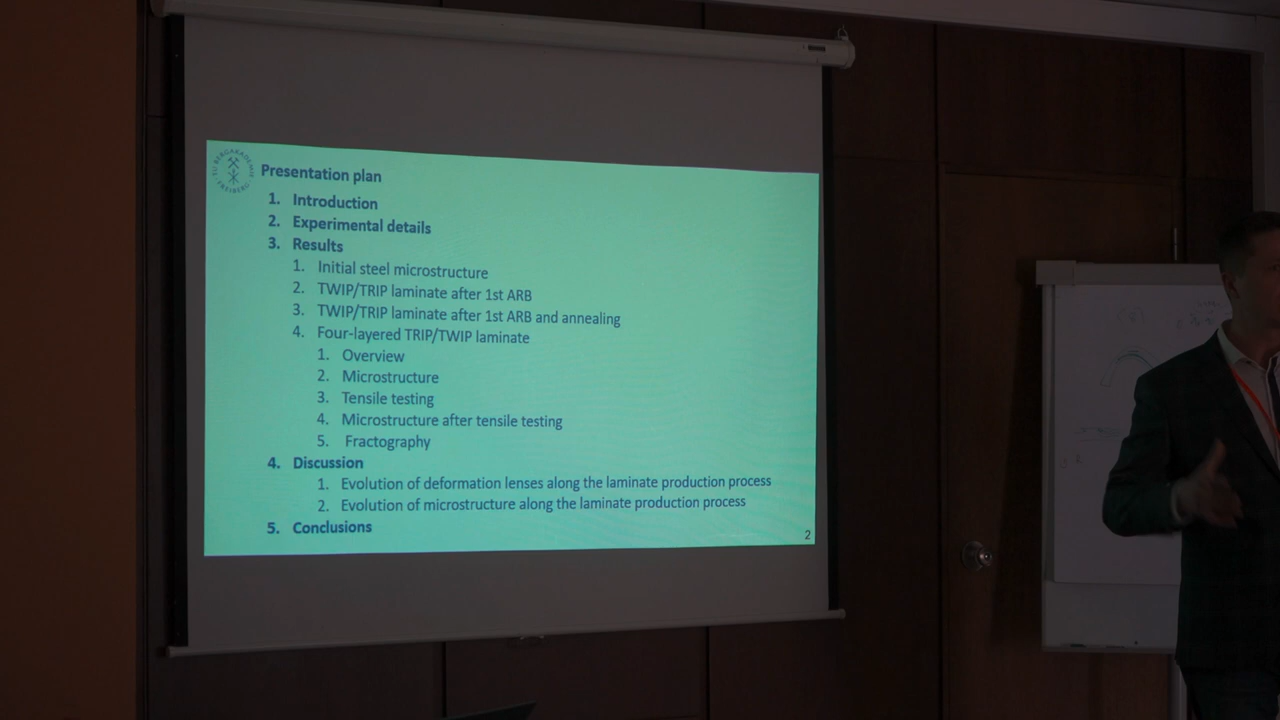 TU BERGAKADEMIE FREIBERG
Presentation plan
1. Introduction
2. Experimental details
3. Results
1. Initial steel microstructure
2. TWIP/TRIP laminate after 1st ARB
3. TWIP/TRIP laminate after 1st ARB and annealing
4. Four-layered TRIP/TWIP laminate
1. Overview
2. Microstructure
3. Tensile testing
4. Microstructure after tensile testing
5. Fractography
4. Discussion
1. Evolution of deformation lenses along the laminate production process
2. Evolution of microstructure along the laminate production process
5. Conclusions
2